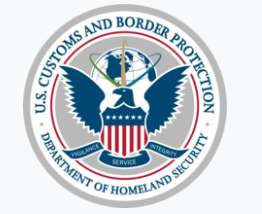 U.S. CUSTOMS AND BORDER PROTECTION
VIGILANCE
SERVICE
INTEGRITY
DEPARTMENT OF HOMELAND SECURITY